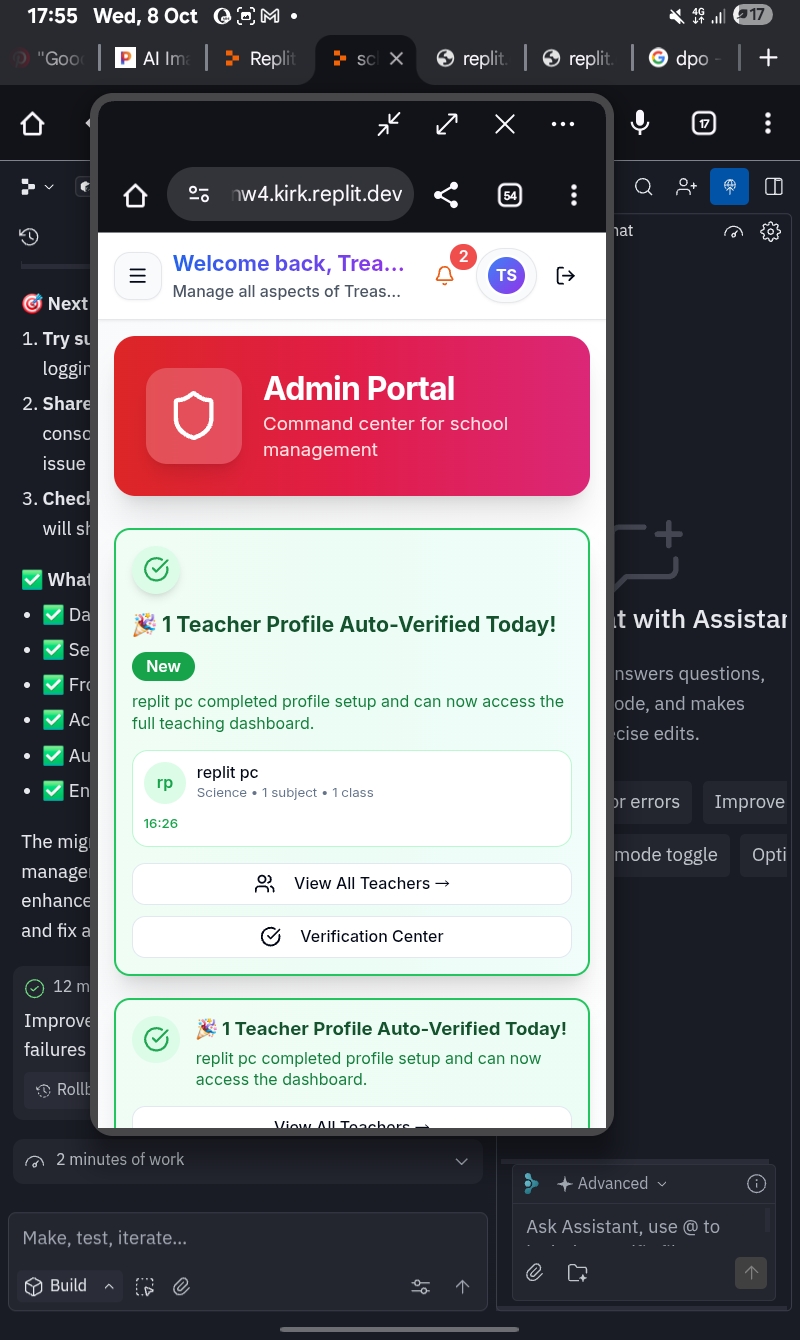 17:55 Wed, 8 Oct
4G
17
"Good
AI Ima
Replit
sc
replit.
replit.
dpo -
17
w4.kirk.replit.dev
54
hat
Welcome back, Trea...
Manage all aspects of Treas...
2
TS
Admin Portal
Command center for school
management
🎉 1 Teacher Profile Auto-Verified Today!
New
replit pc completed profile setup and can now access the
full teaching dashboard.
rp
replit pc
Science • 1 subject • 1 class
16:26
View All Teachers →
Verification Center
🎉 1 Teacher Profile Auto-Verified Today!
replit pc completed profile setup and can now
access the dashboard.
View All Teachers →
🎯 Next
1. Try su
loggin
2. Share
conso
issue
3. Check
will sh
✅ What
• ✅ Da
• ✅ Se
• ✅ Fro
• ✅ Ac
• ✅ Au
• ✅ En
The mig
manager
enhance
and fix a
12 m
Improve
failures
Rollb
2 minutes of work
Make, test, iterate...
Build
at with Assistan
nswers questions,
ode, and makes
cise edits.
or errors
Improve
mode toggle
Opti
Advanced
Ask Assistant, use @ to